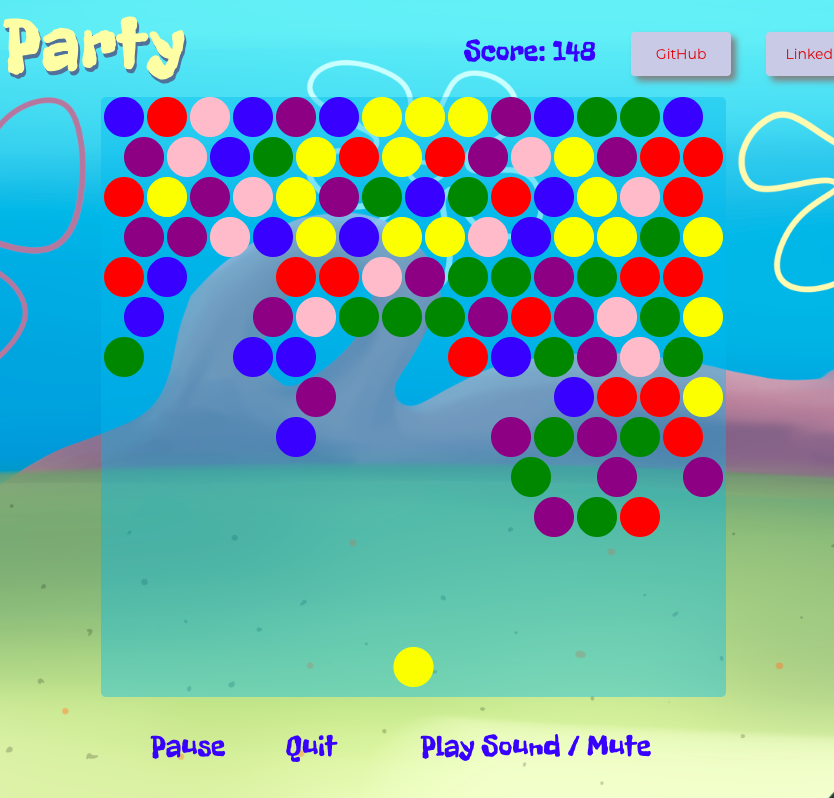 Party
Score: 148
GitHub
Linked
Pause
Quit
Play Sound / Mute